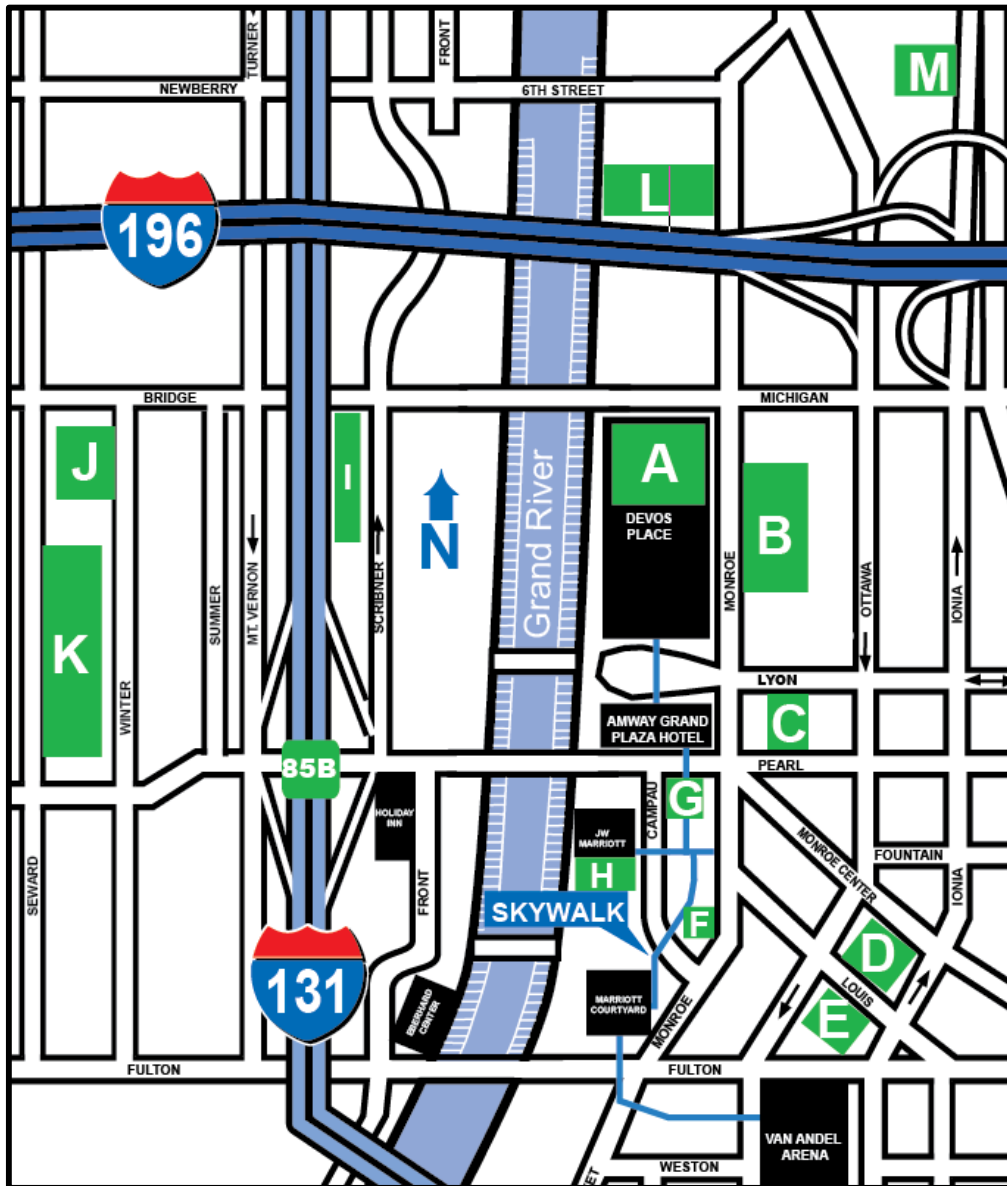 TURNER
FRONT
NEWBERRY
6TH STREET
M
L
196
BRIDGE
MICHIGAN
J
I
A
DEVOS
PLACE
B
N
Grand River
K
SUMMER
MT. VERNON
SCRIBNER
MONROE
OTTAWA
IONIA
WINTER
LYON
C
AMWAY GRAND
PLAZA HOTEL
PEARL
85B
HOLIDAY
INN
CAMPAU
G
JW
MARRIOTT
H
MONROE CENTER
FOUNTAIN
SEWARD
FRONT
SKYWALK
F
IONIA
D
131
LOUIS
EBERHARD
CENTER
MARRIOTT
COURTYARD
MONROE
E
FULTON
FULTON
VAN ANDEL
ARENA
WESTON
ET